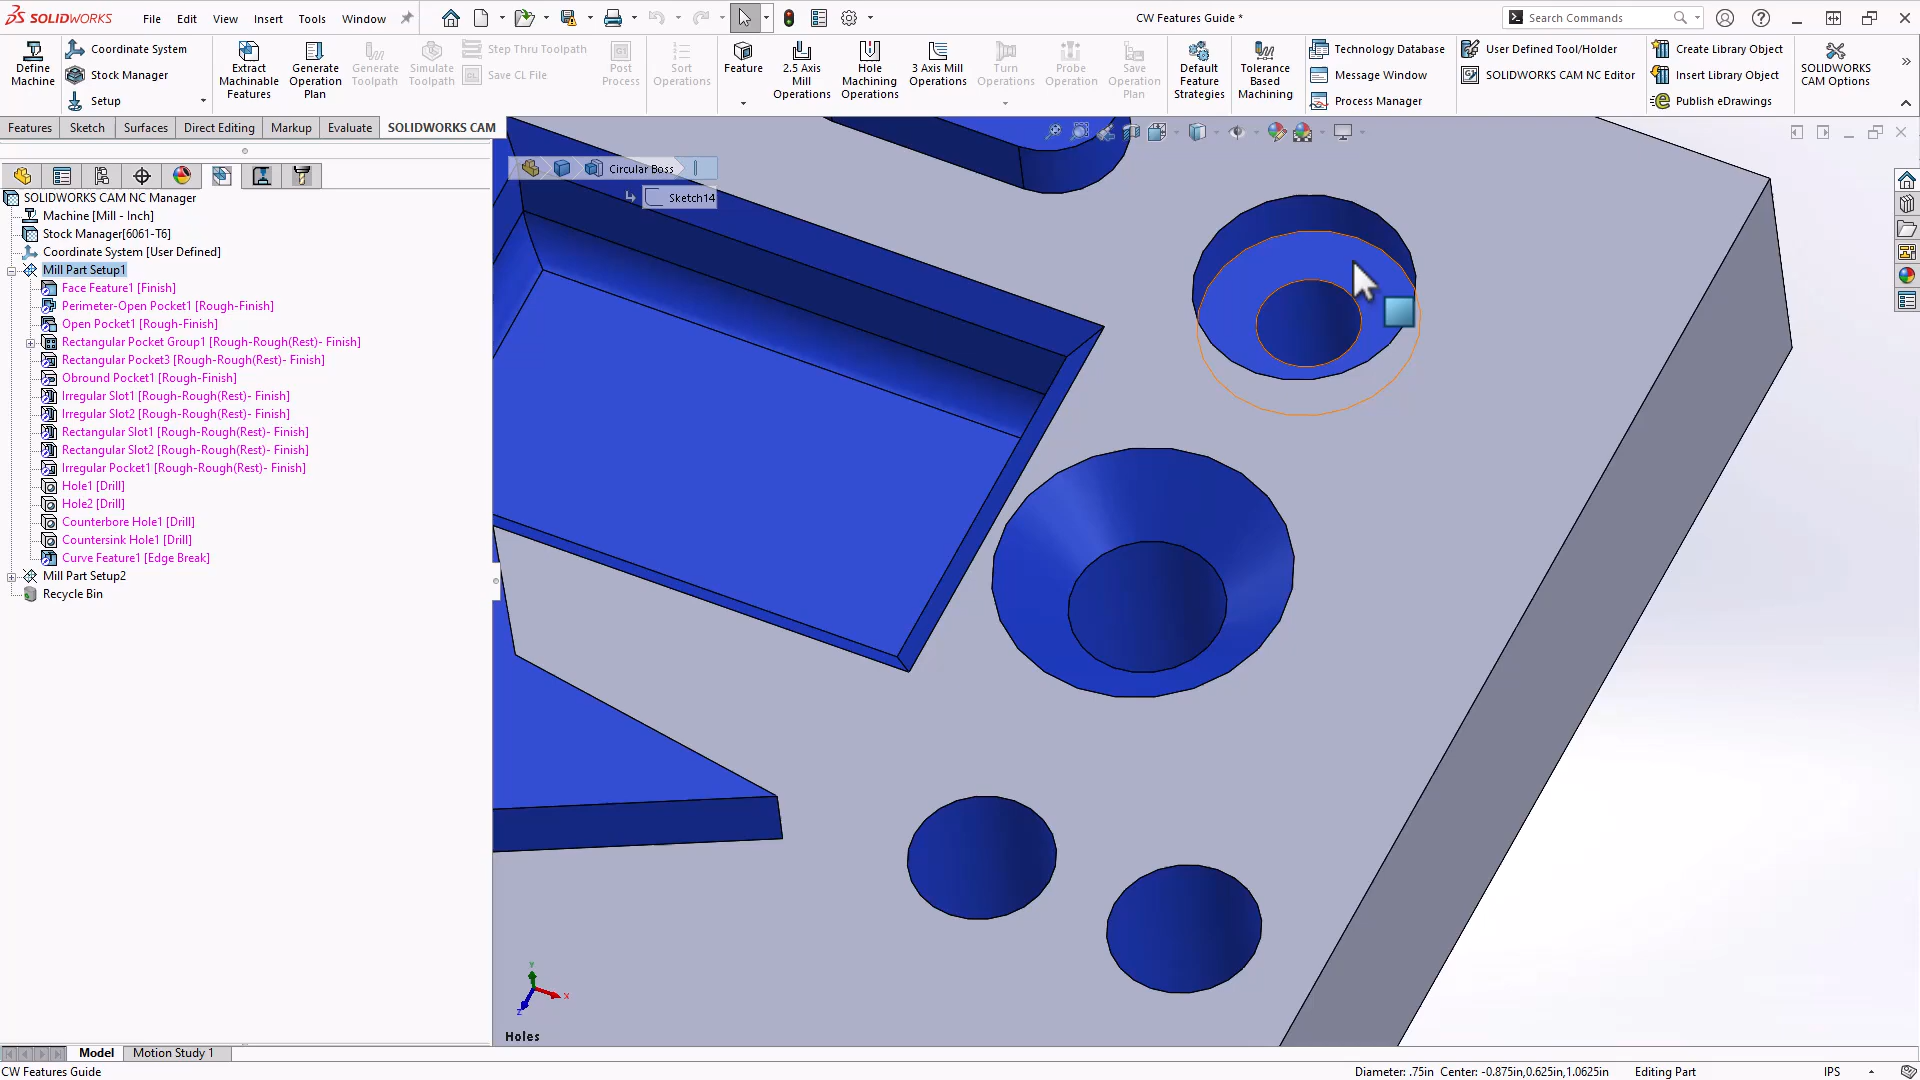 SOLIDWORKS
File Edit View Insert Tools Window
CW Features Guide *
Search Commands
Define Machine
Coordinate System
Stock Manager
Setup
Extract Machinable Features
Generate Operation Plan
Generate Toolpath
Simulate Toolpath
Step Thru Toolpath
Save CL File
Post Process
Sort Operations
Feature
2.5 Axis Mill Operations
Hole Machining Operations
3 Axis Mill Operations
Turn Operations
Probe Operations
Save Operation Plan
Default Feature Strategies
Tolerance Based Machining
Technology Database
Message Window
Process Manager
User Defined Tool/Holder
SOLIDWORKS CAM NC Editor
Create Library Object
Insert Library Object
Publish eDrawings
SOLIDWORKS CAM Options
Features Sketch Surfaces Direct Editing Markup Evaluate SOLIDWORKS CAM
Circular Boss
Sketch14
SOLIDWORKS CAM NC Manager
Machine [Mill - Inch]
Stock Manager[6061-T6]
Coordinate System [User Defined]
Mill Part Setup1
Face Feature1 [Finish]
Perimeter-Open Pocket1 [Rough-Finish]
Open Pocket1 [Rough-Finish]
Rectangular Pocket Group1 [Rough-Rough(Rest)- Finish]
Rectangular Pocket3 [Rough-Rough(Rest)- Finish]
Obround Pocket1 [Rough-Finish]
Irregular Slot1 [Rough-Rough(Rest)- Finish]
Irregular Slot2 [Rough-Rough(Rest)- Finish]
Rectangular Slot1 [Rough-Rough(Rest)- Finish]
Rectangular Slot2 [Rough-Rough(Rest)- Finish]
Irregular Pocket1 [Rough-Rough(Rest)- Finish]
Hole1 [Drill]
Hole2 [Drill]
Counterbore Hole1 [Drill]
Countersink Hole1 [Drill]
Curve Feature1 [Edge Break]
Mill Part Setup2
Recycle Bin
Y
X
Z
Holes
Model Motion Study 1
CW Features Guide
Diameter: .75in Center: -0.875in,0.625in,1.0625in
Editing Part
IPS